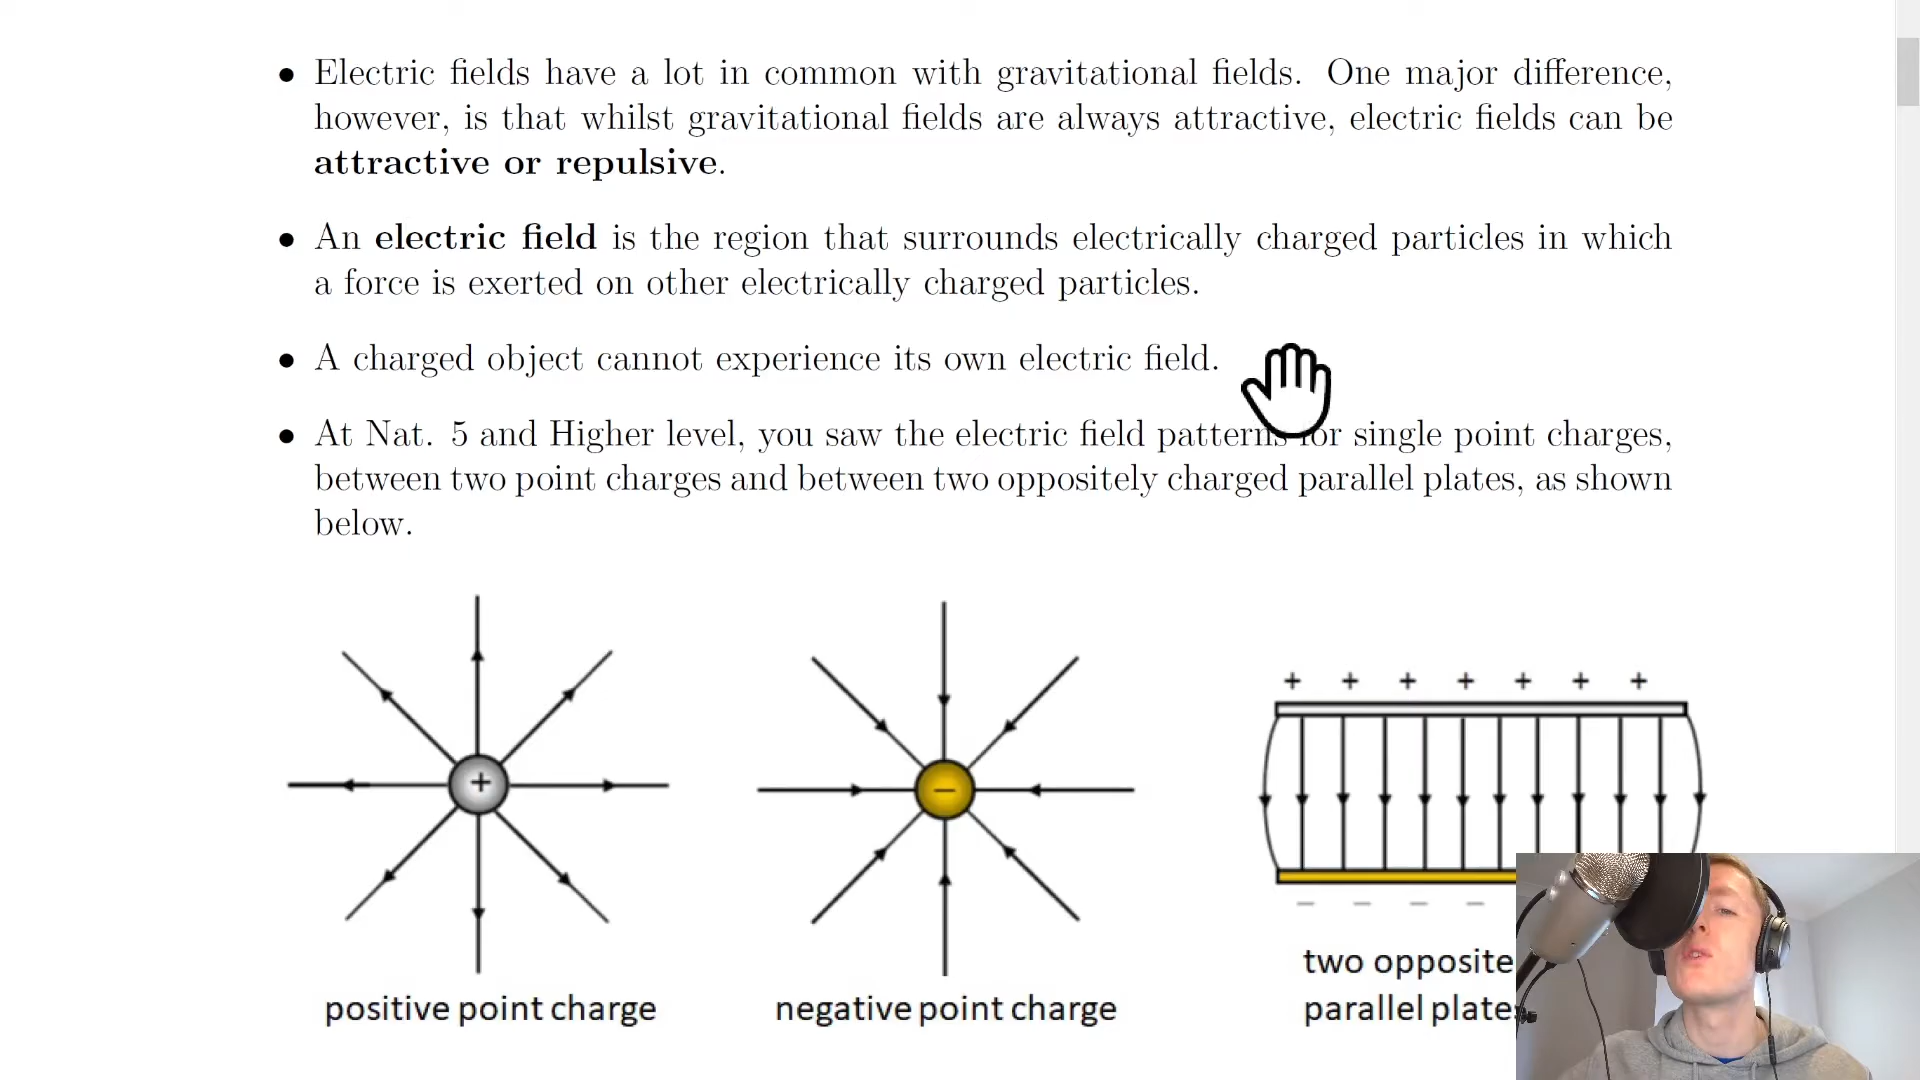 • Electric fields have a lot in common with gravitational fields. One major difference,
however, is that whilst gravitational fields are always attractive, electric fields can be
attractive or repulsive.
• An electric field is the region that surrounds electrically charged particles in which
a force is exerted on other electrically charged particles.
• A charged object cannot experience its own electric field.
• At Nat. 5 and Higher level, you saw the electric field patterns for single point charges,
between two point charges and between two oppositely charged parallel plates, as shown
below.
+ + + + + + +
+
−
− − − −
two opposite
parallel plate
positive point charge
negative point charge